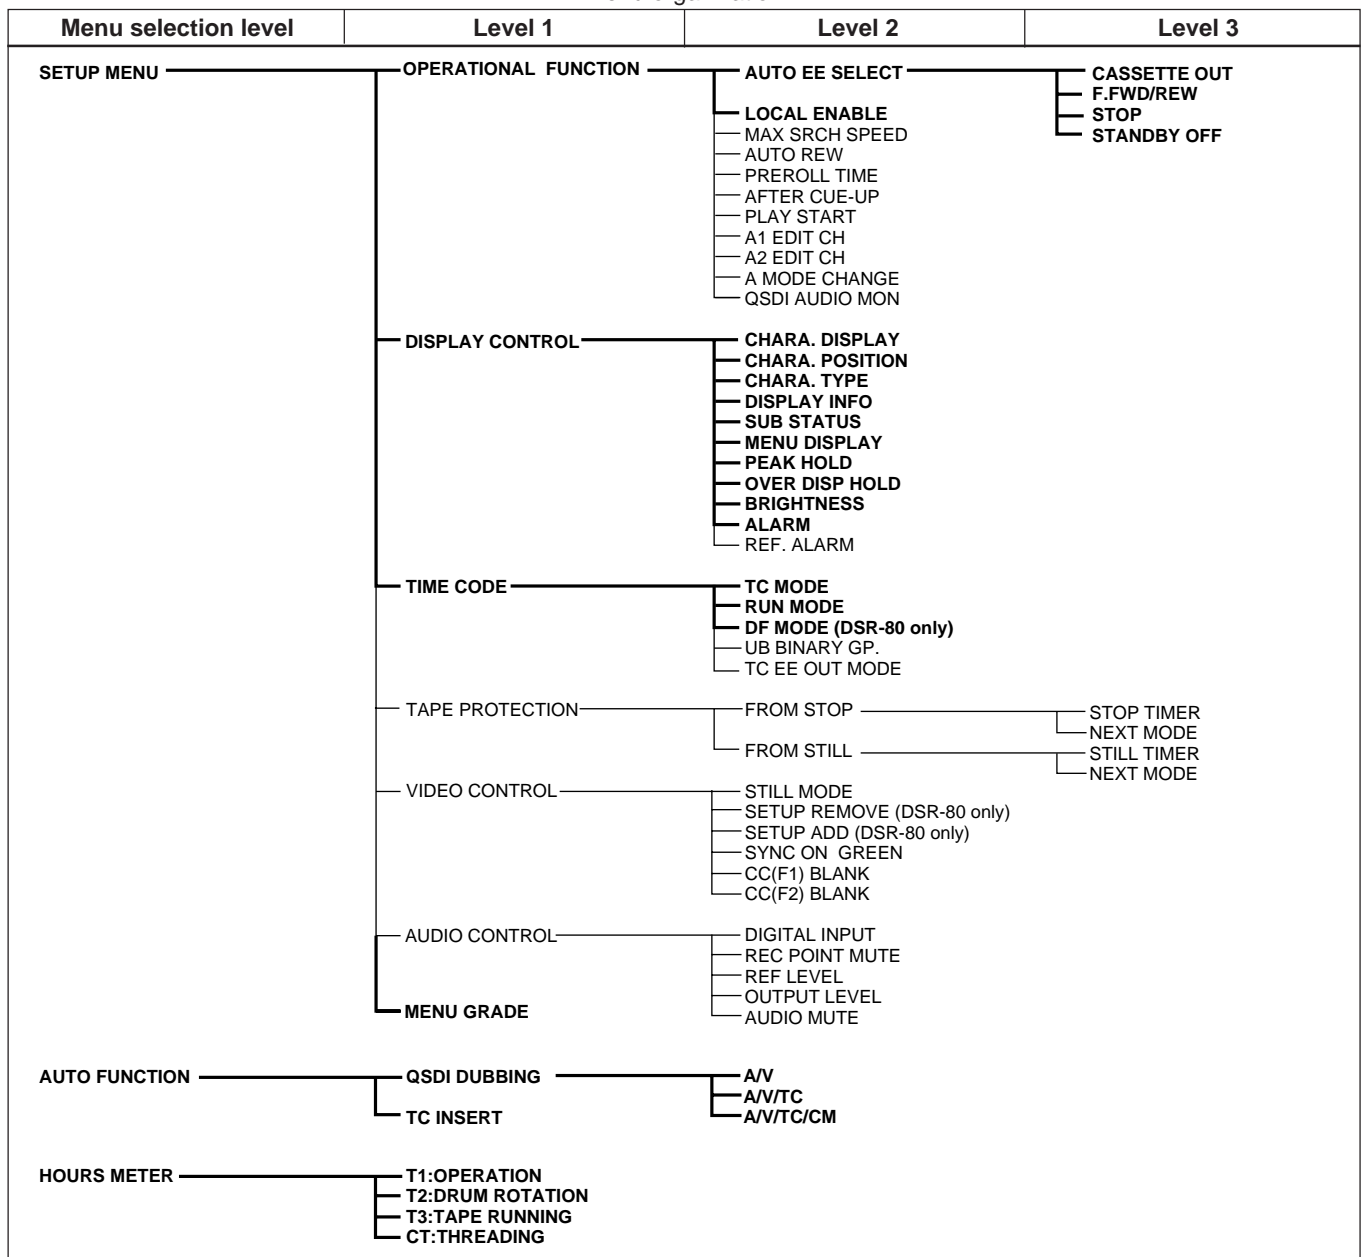 Menu selection level Level 1 Level 2 Level 3
SETUP MENU OPERATIONAL FUNCTION AUTO EE SELECT CASSETTE OUT
F.FWD/REW
STOP
STANDBY OFF
LOCAL ENABLE
MAX SRCH SPEED
AUTO REW
PREROLL TIME
AFTER CUE-UP
PLAY START
A1 EDIT CH
A2 EDIT CH
A MODE CHANGE
QSDI AUDIO MON
DISPLAY CONTROL CHARA. DISPLAY
CHARA. POSITION
CHARA. TYPE
DISPLAY INFO
SUB STATUS
MENU DISPLAY
PEAK HOLD
OVER DISP HOLD
BRIGHTNESS
ALARM
REF. ALARM
TIME CODE TC MODE
RUN MODE
DF MODE (DSR-80 only)
UB BINARY GP.
TC EE OUT MODE
TAPE PROTECTION FROM STOP STOP TIMER
NEXT MODE
FROM STILL STILL TIMER
NEXT MODE
VIDEO CONTROL STILL MODE
SETUP REMOVE (DSR-80 only)
SETUP ADD (DSR-80 only)
SYNC ON GREEN
CC(F1) BLANK
CC(F2) BLANK
AUDIO CONTROL DIGITAL INPUT
REC POINT MUTE
REF LEVEL
OUTPUT LEVEL
AUDIO MUTE
MENU GRADE
AUTO FUNCTION QSDI DUBBING A/V
A/V/TC
A/V/TC/CM
TC INSERT
HOURS METER T1:OPERATION
T2:DRUM ROTATION
T3:TAPE RUNNING
CT:THREADING